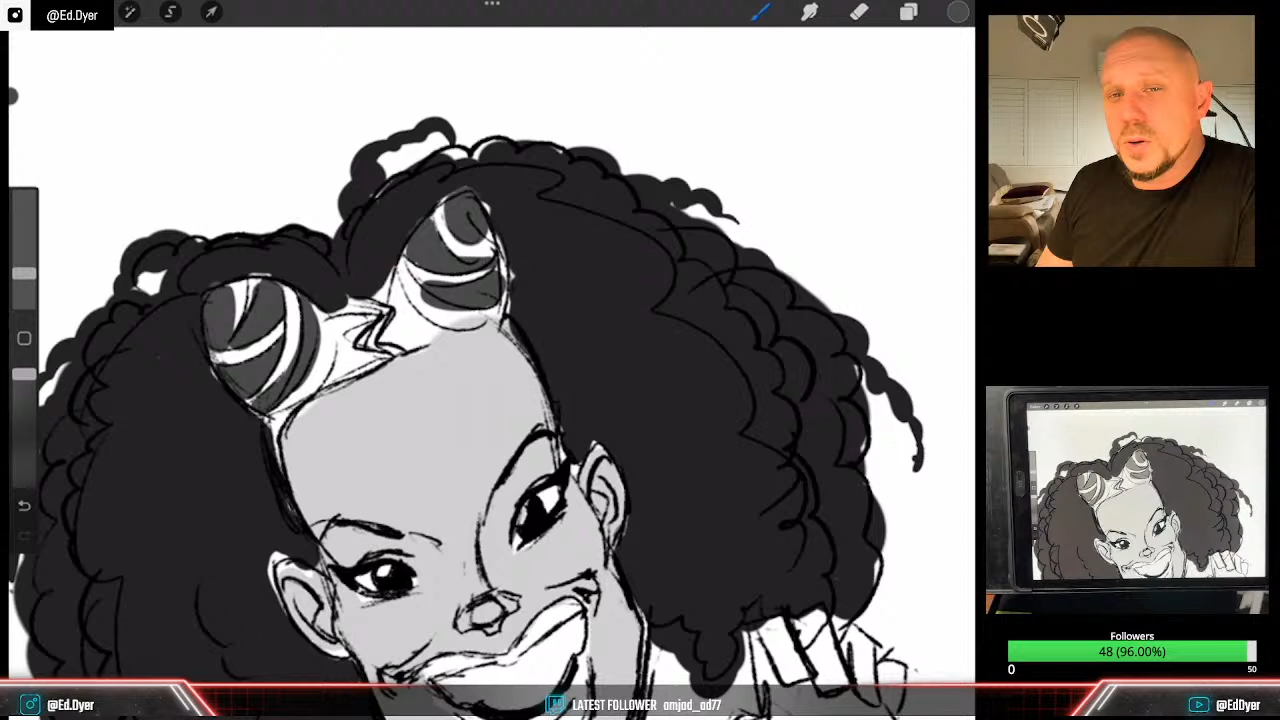 @Ed.Dyer
Followers
48 (96.00%)
0
50
@Ed.Dyer
LATEST FOLLOWER amjad_ad77
@EdDyer